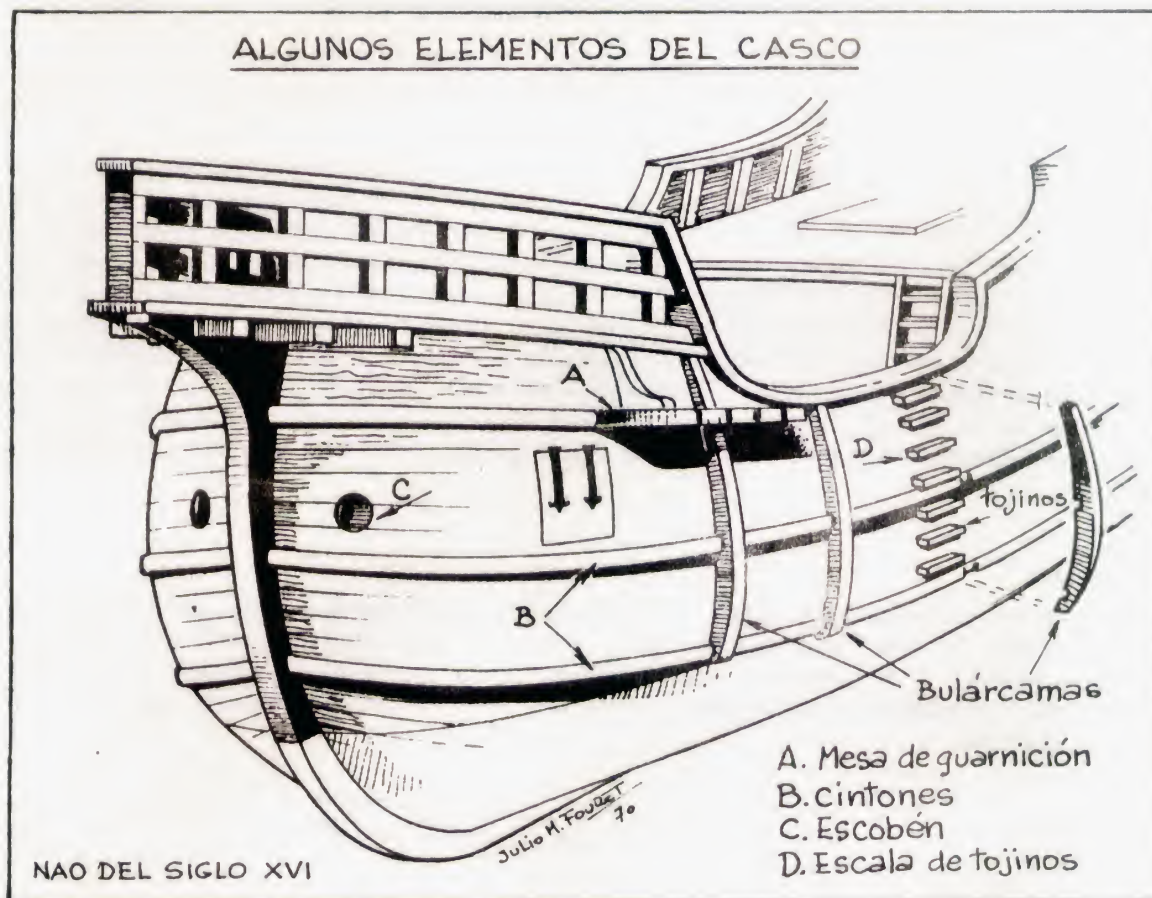 ALGUNOS ELEMENTOS DEL CASCO
A
D
C
tojinos
B
Bulárcamas
A. Mesa de guarnición
B. Cintones
C. Escobén
D. Escala de tojinos
JULIO M. FOURET
70
NAO DEL SIGLO XVI